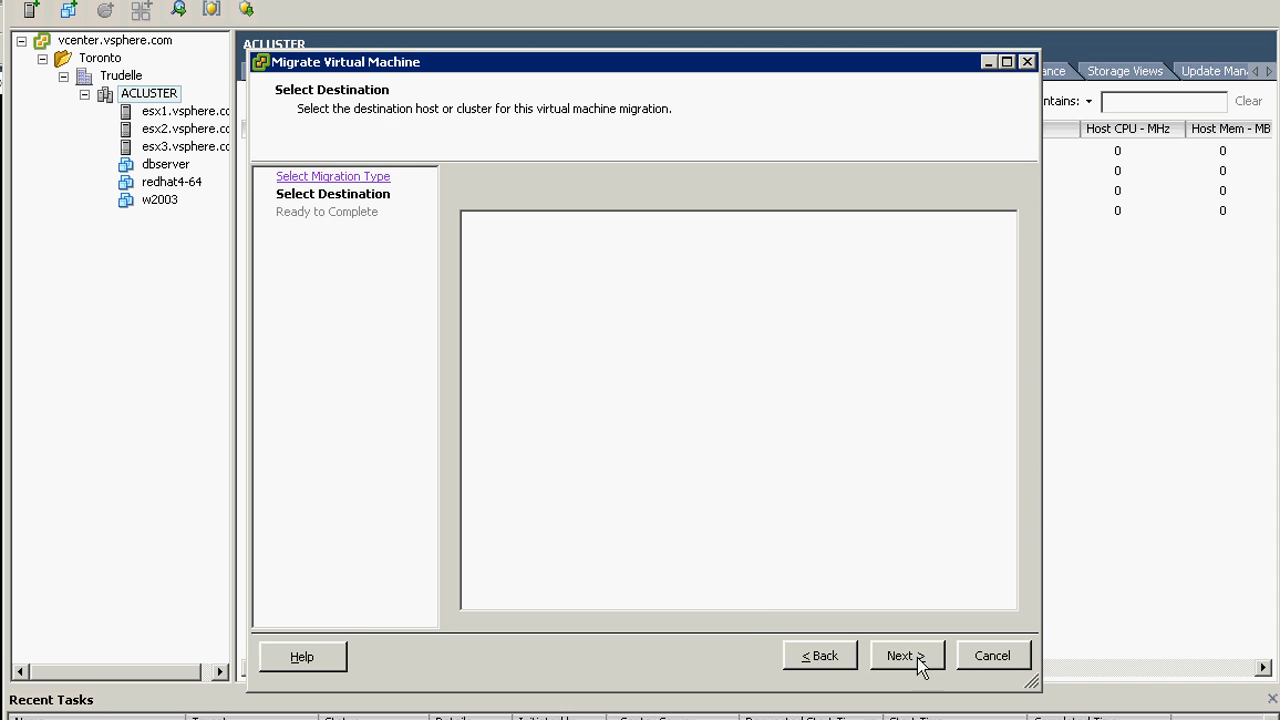 vcenter.vsphere.com
Toronto
Trudelle
ACLUSTER
esx1.vsphere.co
esx2.vsphere.co
esx3.vsphere.co
dbserver
redhat4-64
w2003
ACLUSTER
Migrate Virtual Machine
Select Destination
Select the destination host or cluster for this virtual machine migration.
Select Migration Type
Select Destination
Ready to Complete
Help
< Back
Next >
Cancel
ance
Storage Views
Update Man
ntains:
Clear
Host CPU - MHz
Host Mem - MB
0 0
0 0
0 0
0 0
Recent Tasks